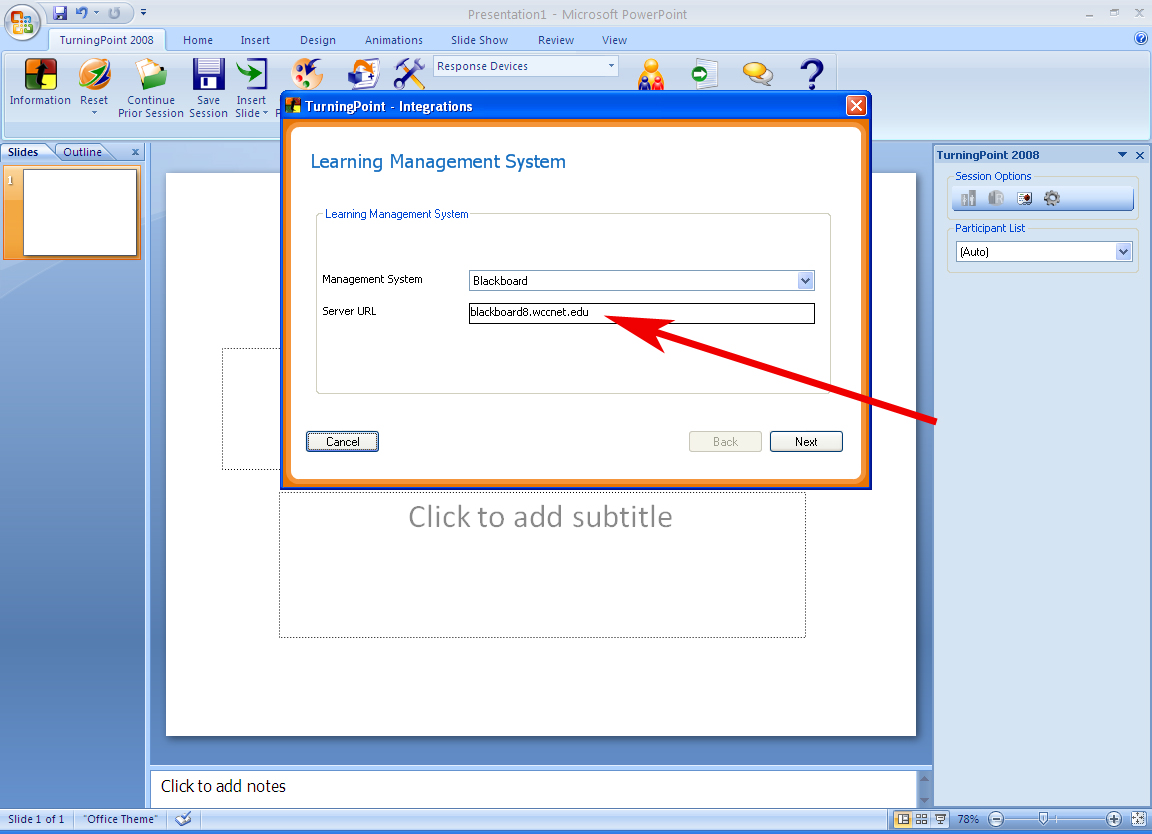 Presentation1 - Microsoft PowerPoint
TurningPoint 2008 Home Insert Design Animations Slide Show Review View
Response Devices
Information Reset Continue Prior Session Save Session Insert Slide
TurningPoint - Integrations
Slides Outline
1
Learning Management System
Learning Management System
Management System Blackboard
Server URL blackboard8.wccnet.edu
Cancel Back Next
TurningPoint 2008
Session Options
Participant List
(Auto)
Click to add subtitle
Click to add notes
Slide 1 of 1 "Office Theme" 78%